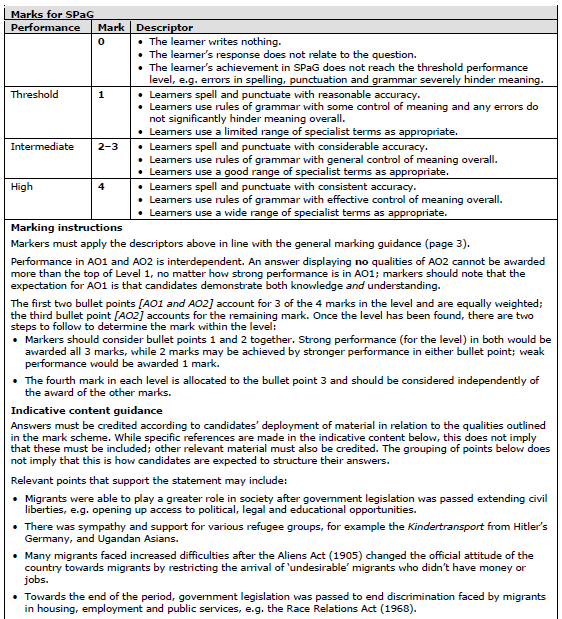 Marks for SPaG
Performance Mark Descriptor
0 • The learner writes nothing.
• The learner's response does not relate to the question.
• The learner's achievement in SPaG does not reach the threshold performance
level, e.g. errors in spelling, punctuation and grammar severely hinder meaning.
Threshold 1 • Learners spell and punctuate with reasonable accuracy.
• Learners use rules of grammar with some control of meaning and any errors do
not significantly hinder meaning overall.
• Learners use a limited range of specialist terms as appropriate.
Intermediate 2–3 • Learners spell and punctuate with considerable accuracy.
• Learners use rules of grammar with general control of meaning overall.
• Learners use a good range of specialist terms as appropriate.
High 4 • Learners spell and punctuate with consistent accuracy.
• Learners use rules of grammar with effective control of meaning overall.
• Learners use a wide range of specialist terms as appropriate.
Marking instructions
Markers must apply the descriptors above in line with the general marking guidance (page 3).
Performance in AO1 and AO2 is interdependent. An answer displaying no qualities of AO2 cannot be awarded
more than the top of Level 1, no matter how strong performance is in AO1; markers should note that the
expectation for AO1 is that candidates demonstrate both knowledge and understanding.
The first two bullet points [AO1 and AO2] account for 3 of the 4 marks in the level and are equally weighted;
the third bullet point [AO2] accounts for the remaining mark. Once the level has been found, there are two
steps to follow to determine the mark within the level:
• Markers should consider bullet points 1 and 2 together. Strong performance (for the level) in both would be
awarded all 3 marks, while 2 marks may be achieved by stronger performance in either bullet point; weak
performance would be awarded 1 mark.
• The fourth mark in each level is allocated to the bullet point 3 and should be considered independently of
the award of the other marks.
Indicative content guidance
Answers must be credited according to candidates' deployment of material in relation to the qualities outlined
in the mark scheme. While specific references are made in the indicative content below, this does not imply
that these must be included; other relevant material must also be credited. The grouping of points below does
not imply that this is how candidates are expected to structure their answers.
Relevant points that support the statement may include:
• Migrants were able to play a greater role in society after government legislation was passed extending civil
liberties, e.g. opening up access to political, legal and educational opportunities.
• There was sympathy and support for various refugee groups, for example the Kindertransport from Hitler's
Germany, and Ugandan Asians.
• Many migrants faced increased difficulties after the Aliens Act (1905) changed the official attitude of the
country towards migrants by restricting the arrival of 'undesirable' migrants who didn't have money or
jobs.
• Towards the end of the period, government legislation was passed to end discrimination faced by migrants
in housing, employment and public services, e.g. the Race Relations Act (1968).